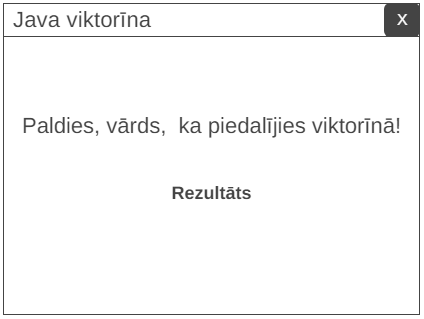 Java viktorīna
X
Paldies, vārds, ka piedalījies viktorīnā!
Rezultāts